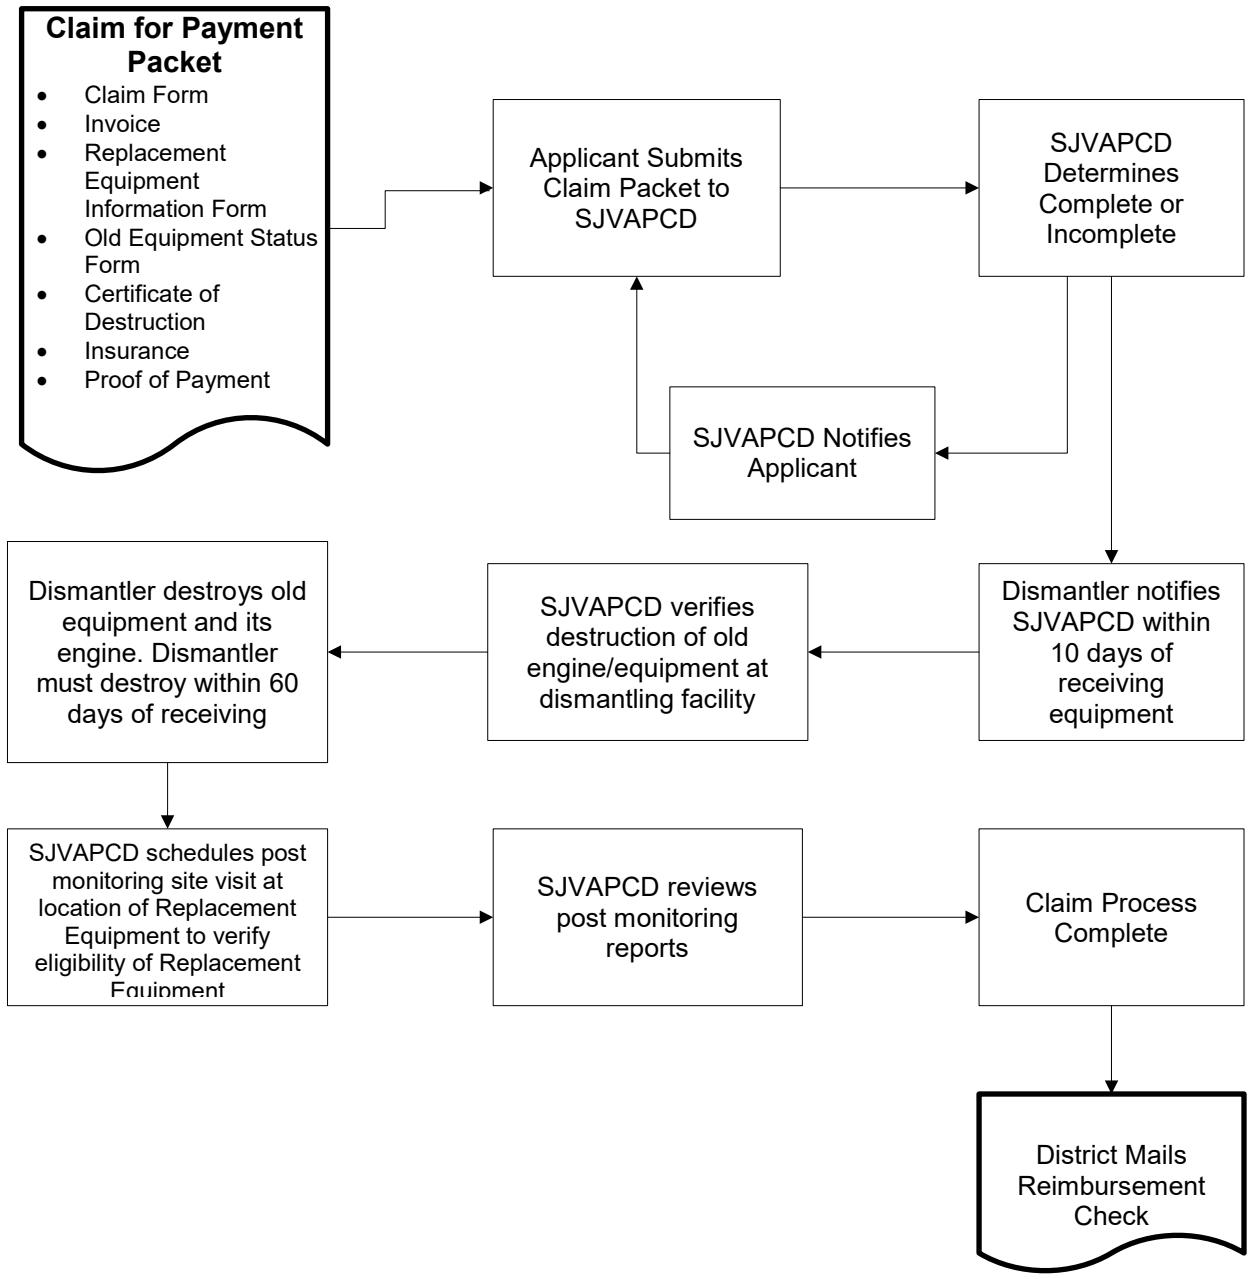 Claim for Payment
Packet
• Claim Form
• Invoice
• Replacement
Equipment
Information Form
• Old Equipment Status
Form
• Certificate of
Destruction
• Insurance
• Proof of Payment
Applicant Submits
Claim Packet to
SJVAPCD
SJVAPCD
Determines
Complete or
Incomplete
SJVAPCD Notifies
Applicant
Dismantler notifies
SJVAPCD within
10 days of
receiving
equipment
SJVAPCD verifies
destruction of old
engine/equipment at
dismantling facility
Dismantler destroys old
equipment and its
engine. Dismantler
must destroy within 60
days of receiving
SJVAPCD schedules post
monitoring site visit at
location of Replacement
Equipment to verify
eligibility of Replacement
Equipment
SJVAPCD reviews
post monitoring
reports
Claim Process
Complete
District Mails
Reimbursement
Check